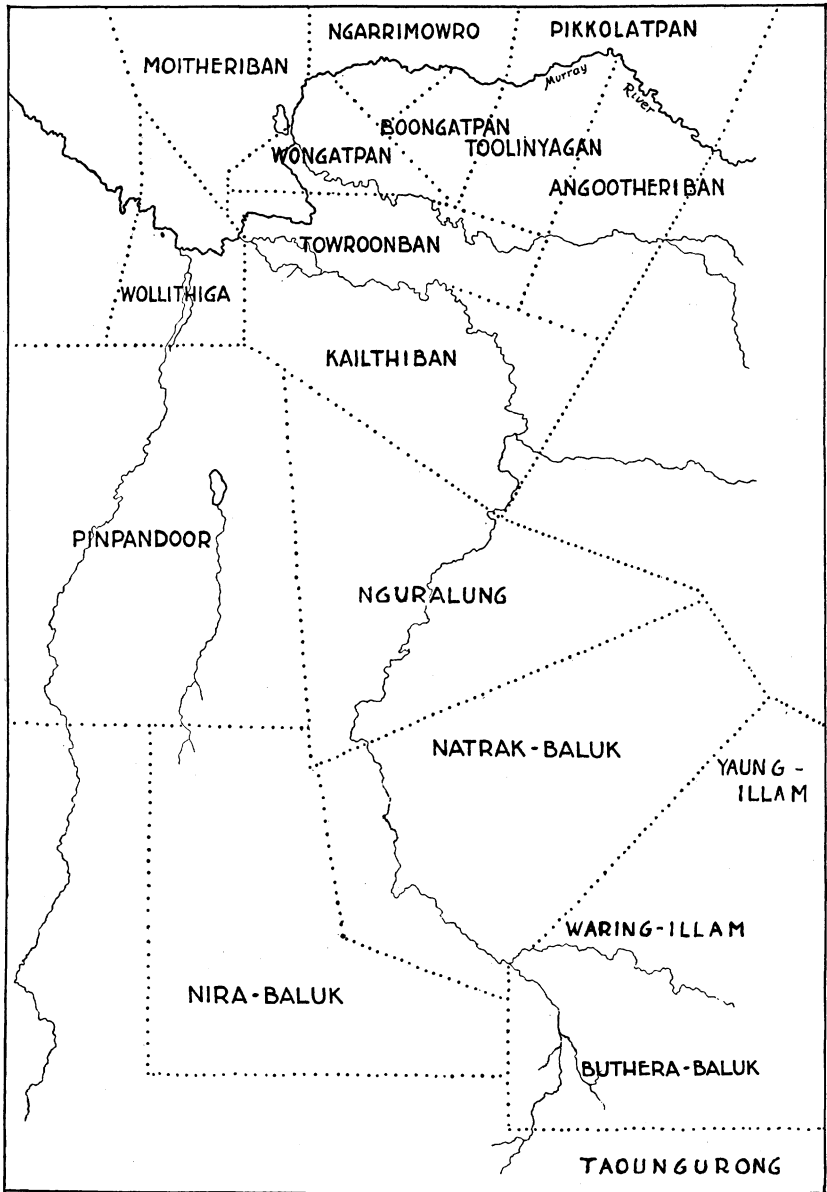 NGARRIMOWRO
PIKKOLATPAN
MOITHERIBAN
Murray
River
BOONGATPAN
WONGATPAN
TOOLINYAGAN
ANGOOTHERIBAN
TOWROONBAN
WOLLITHIGA
KAILTHIBAN
PINPANDOOR
NGURALUNG
NATRAK-BALUK
YAUNG-
ILLAM
WARING-ILLAM
NIRA-BALUK
BUTHERA-BALUK
TAOUNGURONG